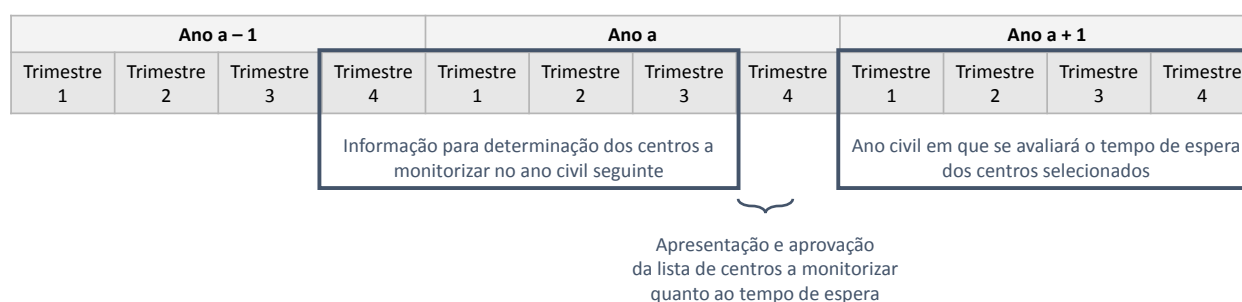 Ano a – 1 Ano a Ano a + 1
Trimestre Trimestre Trimestre Trimestre Trimestre Trimestre Trimestre Trimestre Trimestre Trimestre Trimestre Trimestre
1 2 3 4 1 2 3 4 1 2 3 4
Informação para determinação dos centros a
monitorizar no ano civil seguinte
Ano civil em que se avaliará o tempo de espera
dos centros selecionados
Apresentação e aprovação
da lista de centros a monitorizar
quanto ao tempo de espera